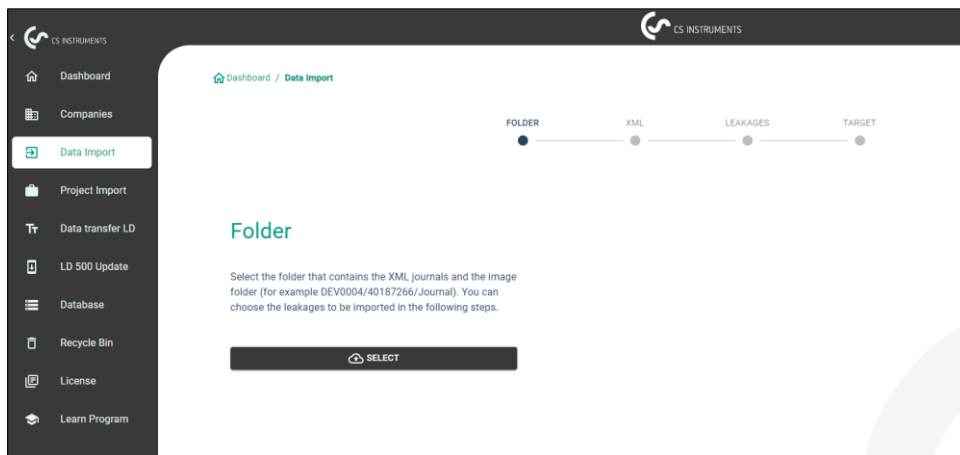 CS INSTRUMENTS
CS INSTRUMENTS
Dashboard
Companies
Data Import
Project Import
Data transfer LD
LD 500 Update
Database
Recycle Bin
License
Learn Program
Dashboard / Data Import
FOLDER
XML
LEAKAGES
TARGET
Folder
Select the folder that contains the XML journals and the image
folder (for example DEV0004/40187266/Journal). You can
choose the leakages to be imported in the following steps.
SELECT